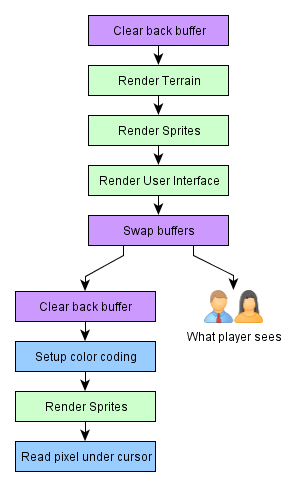 Clear back buffer
Render Terrain
Render Sprites
Render User Interface
Swap buffers
Clear back buffer
What player sees
Setup color coding
Render Sprites
Read pixel under cursor